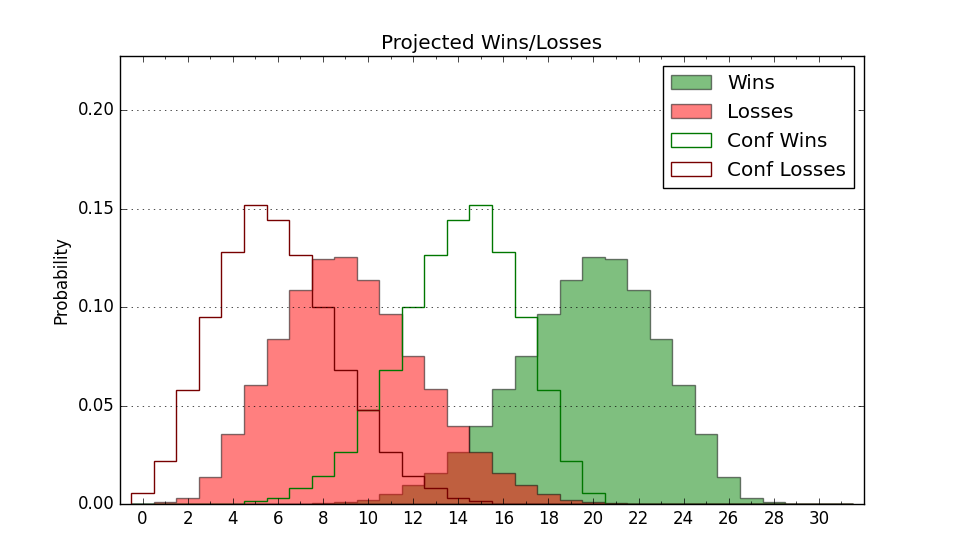 Projected Wins/Losses
Wins
Losses
Conf Wins
Conf Losses
Probability
0.20
0.15
0.10
0.05
0.00
0 2 4 6 8 10 12 14 16 18 20 22 24 26 28 30